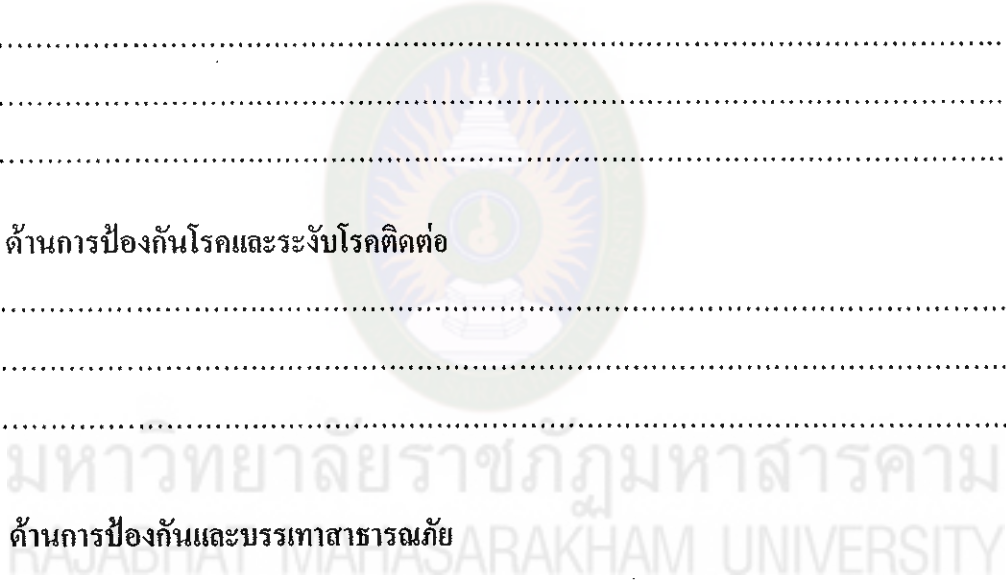 ........................................................................................................
........................................................................................................
........................................................................................................
ด้านการป้องกันโรคและระงับโรคติดต่อ
........................................................................................................
........................................................................................................
........................................................................................................
มหาวิทยาลัยราชภัฏมหาสารคาม
ด้านการป้องกันและบรรเทาสาธารณภัย
RAJABHAT MAHASARAKHAM UNIVERSITY